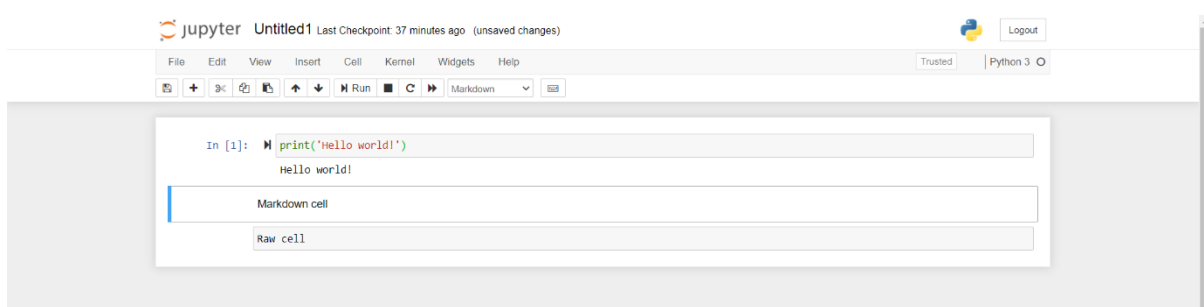 jupyter Untitled1 Last Checkpoint: 37 minutes ago (unsaved changes) Logout
File Edit View Insert Cell Kernel Widgets Help Trusted Python 3
Run Markdown
In [1]: print('Hello world!')
Hello world!
Markdown cell
Raw cell